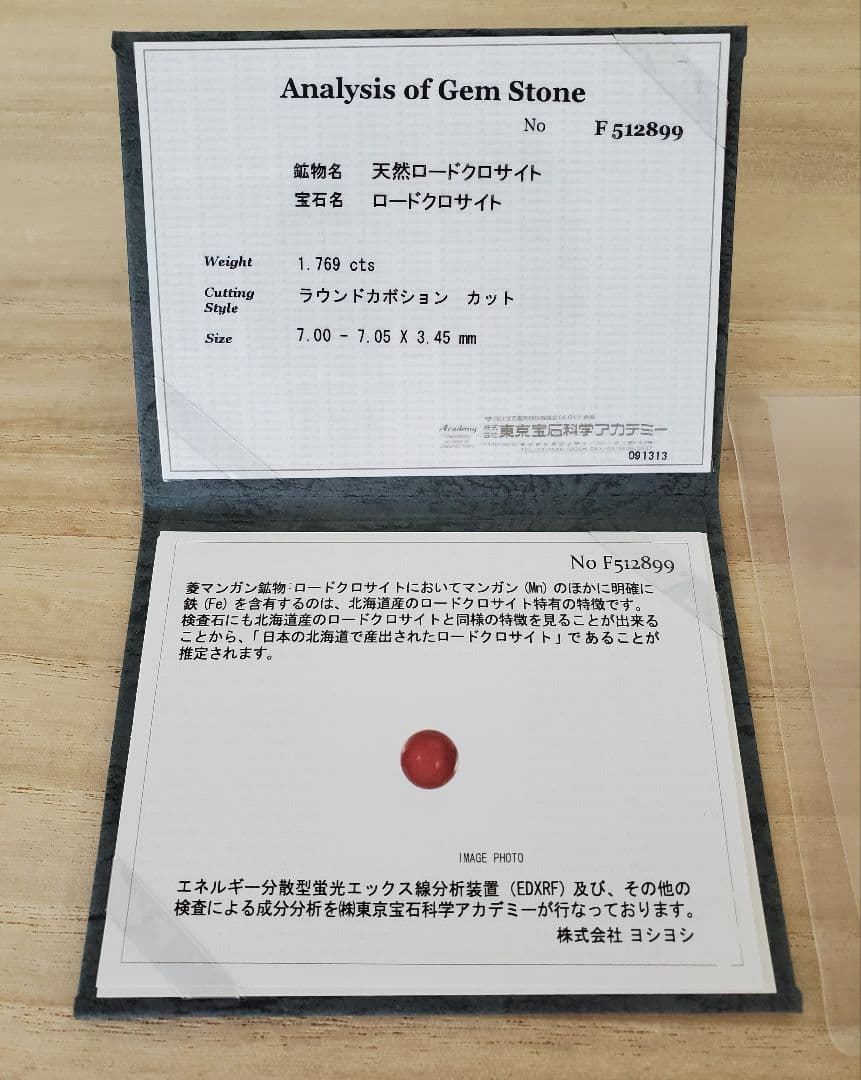 Analysis of Gem Stone
No F 512899
鉱物名 天然ロードクロサイト
宝石名 ロードクロサイト
Weight 1.769 cts
Cutting Style ラウンドカボション カット
Size 7.00 - 7.05 X 3.45 mm
Academy 株式会社 東京宝石科学アカデミー
091313
No F512899
菱マンガン鉱物:ロードクロサイトにおいてマンガン(Mn)のほかに明確に
鉄(Fe)を含有するのは、北海道産のロードクロサイト特有の特徴です。
検査石にも北海道産のロードクロサイトと同様の特徴を見ることが出来る
ことから、「日本の北海道で産出されたロードクロサイト」であることが
推定されます。
IMAGE PHOTO
エネルギー分散型蛍光エックス線分析装置(EDXRF)及び、その他の
検査による成分分析を㈱東京宝石科学アカデミーが行なっております。
株式会社 ヨシヨシ